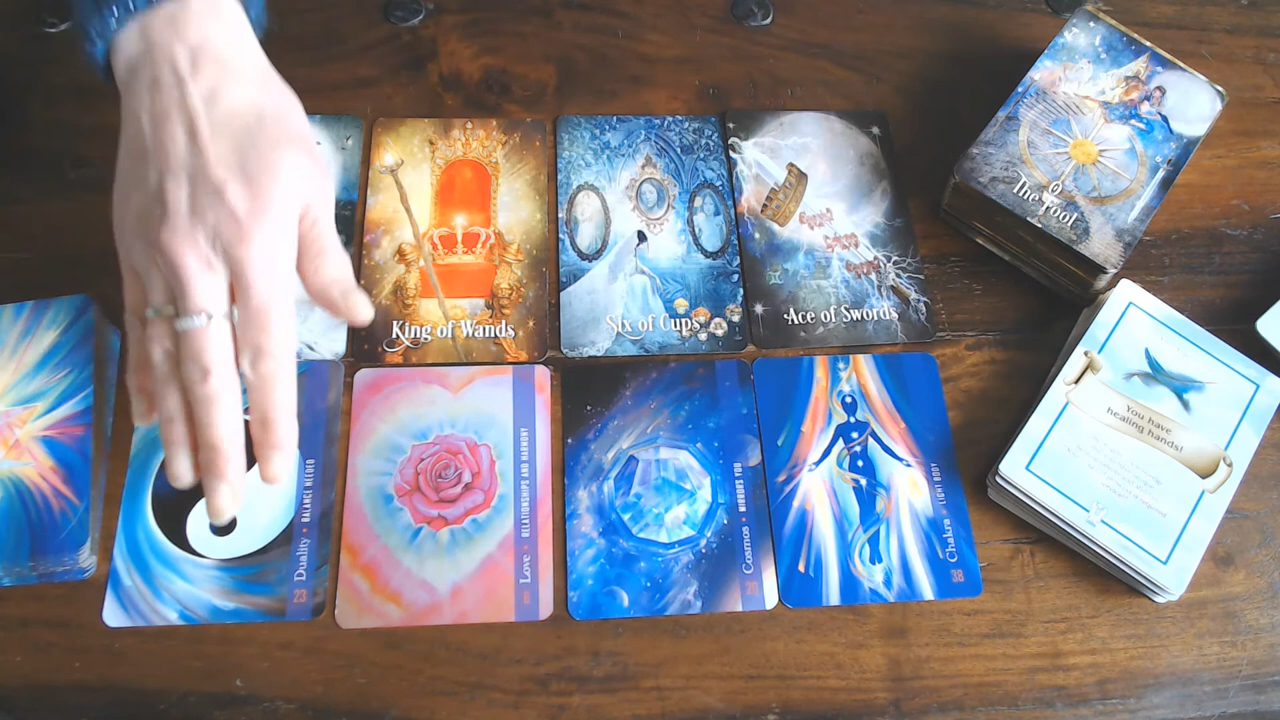 King of Wands
Six of Cups
Ace of Swords
0
The Fool
You have
healing hands!
23 Duality • BALANCE NEEDED
Love • RELATIONSHIPS AND HARMONY
Cosmos • MIRRORS YOU
38 Chakra • LIGHT BODY